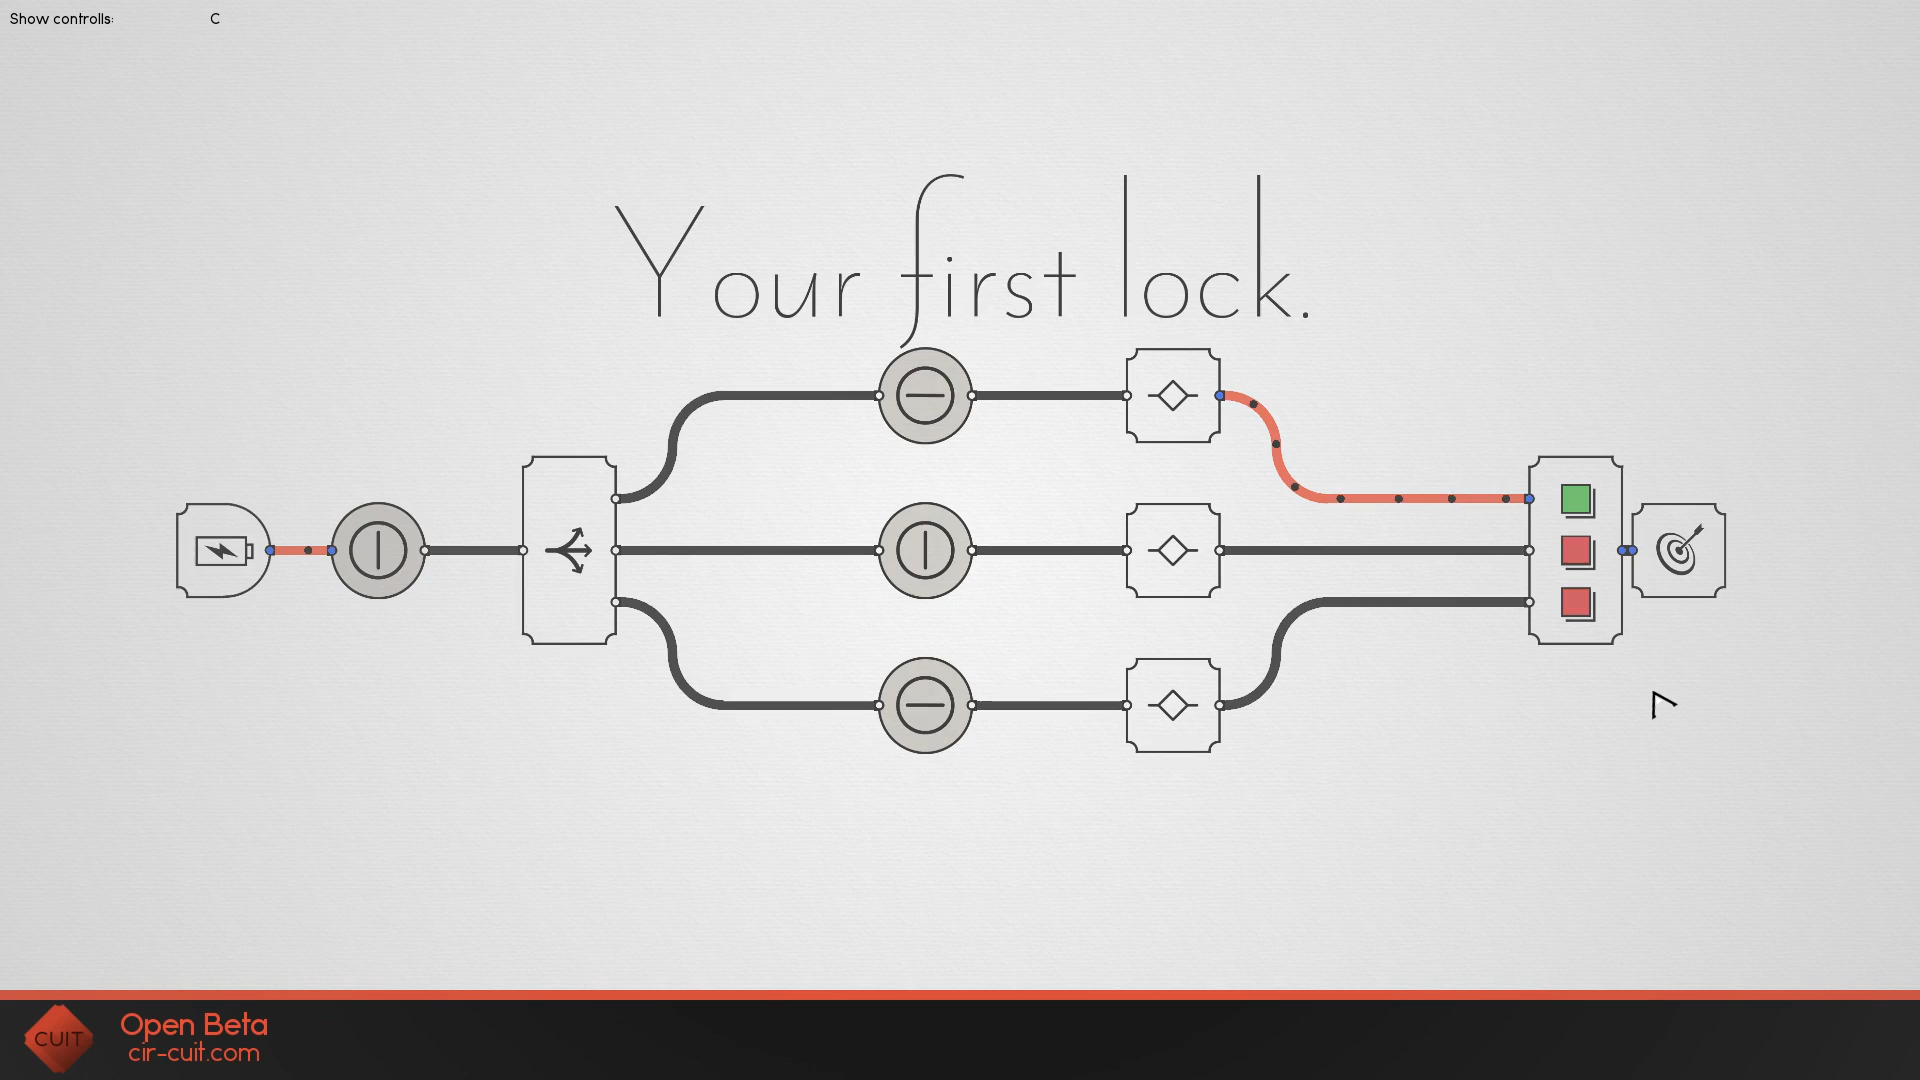 Show controlls: C
Your first lock.
CUIT
Open Beta
cir-cuit.com